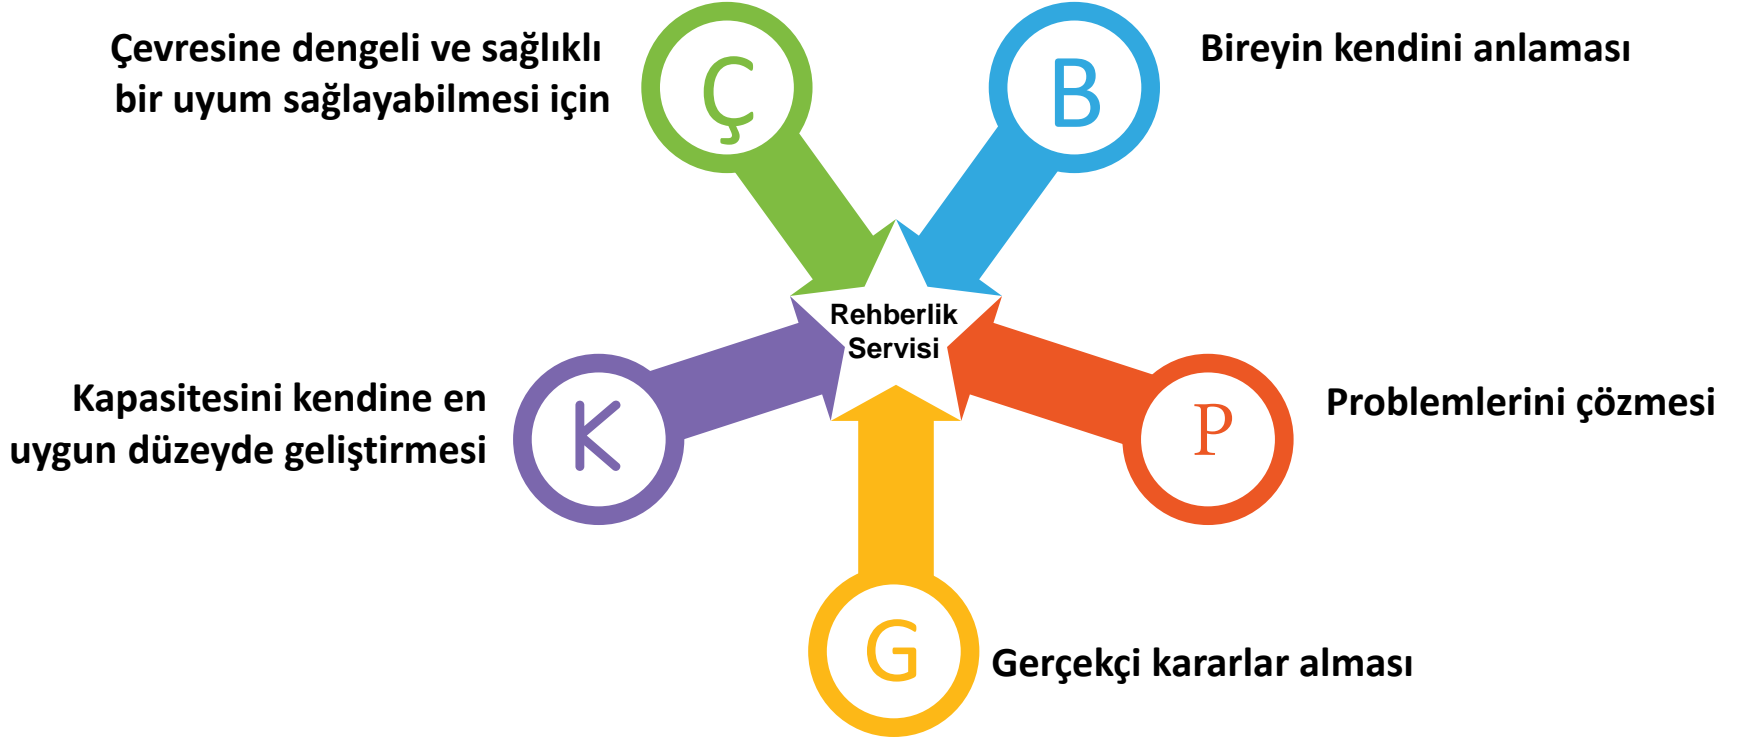 Çevresine dengeli ve sağlıklı
bir uyum sağlayabilmesi için
Ç
B
Bireyin kendini anlaması
Rehberlik
Servisi
Kapasitesini kendine en
uygun düzeyde geliştirmesi
K
P
Problemlerini çözmesi
G
Gerçekçi kararlar alması